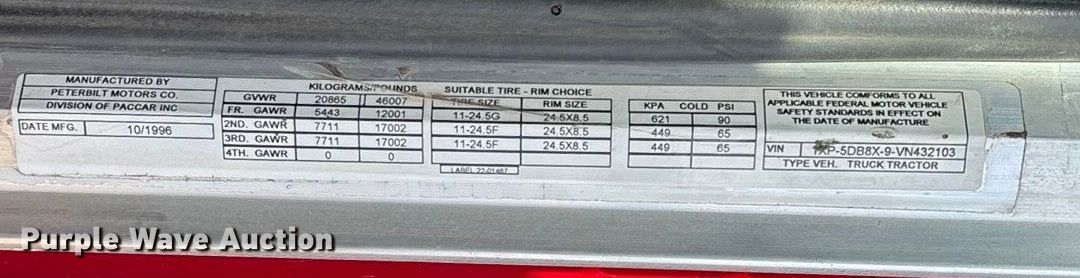 MANUFACTURED BY
PETERBILT MOTORS CO.
DIVISION OF PACCAR INC
DATE MFG. 10/1996
KILOGRAMS/POUNDS
GVWR 20865 46007
FR. GAWR 5443 12001
2ND. GAWR 7711 17002
3RD. GAWR 7711 17002
4TH. GAWR 0 0
SUITABLE TIRE - RIM CHOICE
TIRE SIZE RIM SIZE
11-24.5G 24.5X8.5
11-24.5F 24.5X8.5
11-24.5F 24.5X8.5
LABEL 22-01467
KPA COLD PSI
621 90
449 65
449 65
THIS VEHICLE CONFORMS TO ALL
APPLICABLE FEDERAL MOTOR VEHICLE
SAFETY STANDARDS IN EFFECT ON
THE DATE OF MANUFACTURE
VIN 1XP-5DB8X-9-VN432103
TYPE VEH. TRUCK TRACTOR
Purple Wave Auction